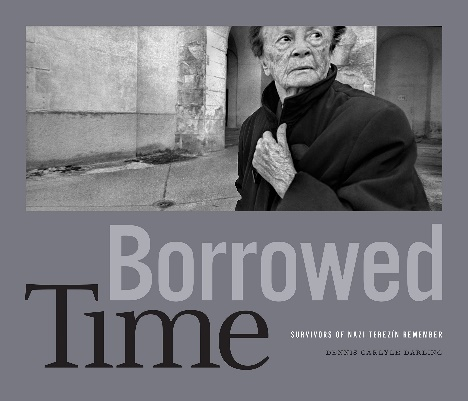 Borrowed
Time
SURVIVORS OF NAZI TEREZÍN REMEMBER
DENNIS CARLYLE DARLING